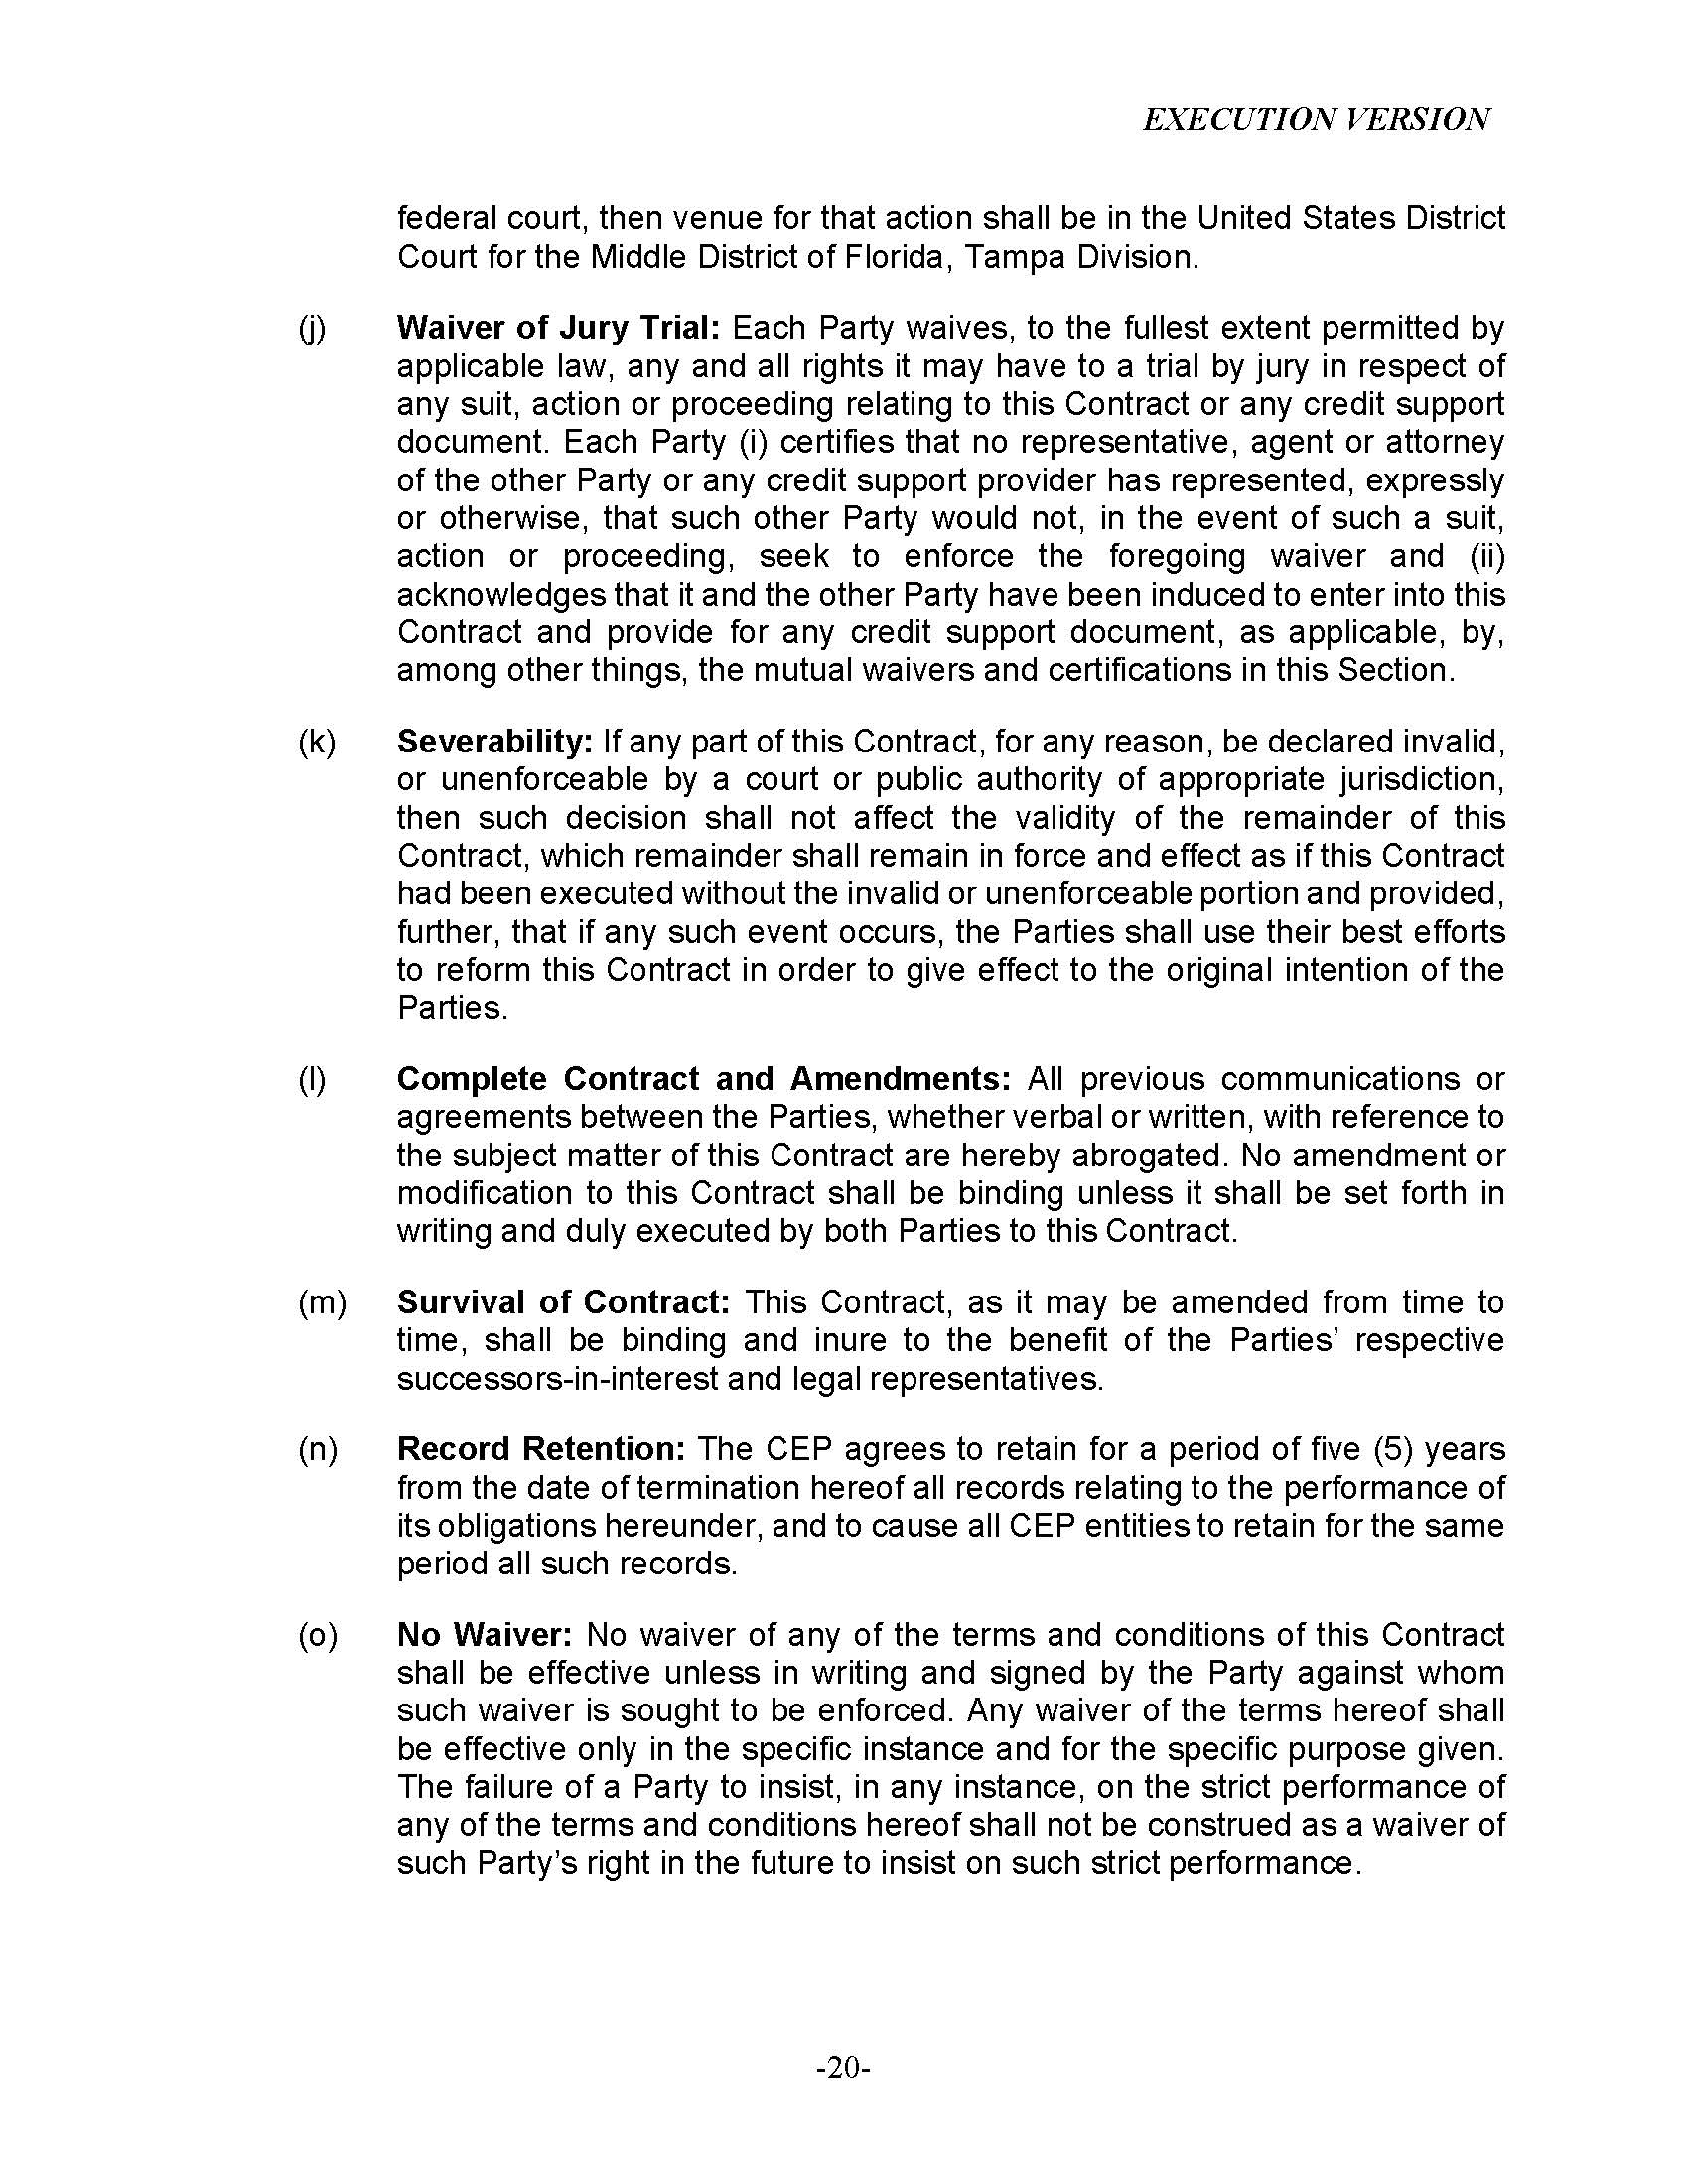 EXECUTION VERSION
federal court, then venue for that action shall be in the United States District
Court for the Middle District of Florida, Tampa Division.
(j) Waiver of Jury Trial: Each Party waives, to the fullest extent permitted by
applicable law, any and all rights it may have to a trial by jury in respect of
any suit, action or proceeding relating to this Contract or any credit support
document. Each Party (i) certifies that no representative, agent or attorney
of the other Party or any credit support provider has represented, expressly
or otherwise, that such other Party would not, in the event of such a suit,
action or proceeding, seek to enforce the foregoing waiver and (ii)
acknowledges that it and the other Party have been induced to enter into this
Contract and provide for any credit support document, as applicable, by,
among other things, the mutual waivers and certifications in this Section.
(k) Severability: If any part of this Contract, for any reason, be declared invalid,
or unenforceable by a court or public authority of appropriate jurisdiction,
then such decision shall not affect the validity of the remainder of this
Contract, which remainder shall remain in force and effect as if this Contract
had been executed without the invalid or unenforceable portion and provided,
further, that if any such event occurs, the Parties shall use their best efforts
to reform this Contract in order to give effect to the original intention of the
Parties.
(l) Complete Contract and Amendments: All previous communications or
agreements between the Parties, whether verbal or written, with reference to
the subject matter of this Contract are hereby abrogated. No amendment or
modification to this Contract shall be binding unless it shall be set forth in
writing and duly executed by both Parties to this Contract.
(m) Survival of Contract: This Contract, as it may be amended from time to
time, shall be binding and inure to the benefit of the Parties’ respective
successors-in-interest and legal representatives.
(n) Record Retention: The CEP agrees to retain for a period of five (5) years
from the date of termination hereof all records relating to the performance of
its obligations hereunder, and to cause all CEP entities to retain for the same
period all such records.
(o) No Waiver: No waiver of any of the terms and conditions of this Contract
shall be effective unless in writing and signed by the Party against whom
such waiver is sought to be enforced. Any waiver of the terms hereof shall
be effective only in the specific instance and for the specific purpose given.
The failure of a Party to insist, in any instance, on the strict performance of
any of the terms and conditions hereof shall not be construed as a waiver of
such Party’s right in the future to insist on such strict performance.
-20-